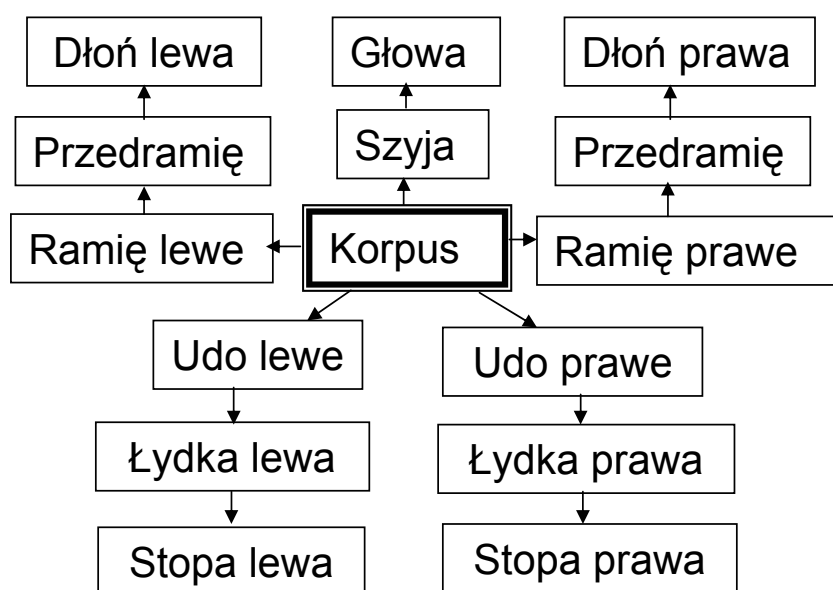 Dłoń lewa
Głowa
Dłoń prawa
Przedramię
Szyja
Przedramię
Ramię lewe
Korpus
Ramię prawe
Udo lewe
Udo prawe
Łydka lewa
Łydka prawa
Stopa lewa
Stopa prawa